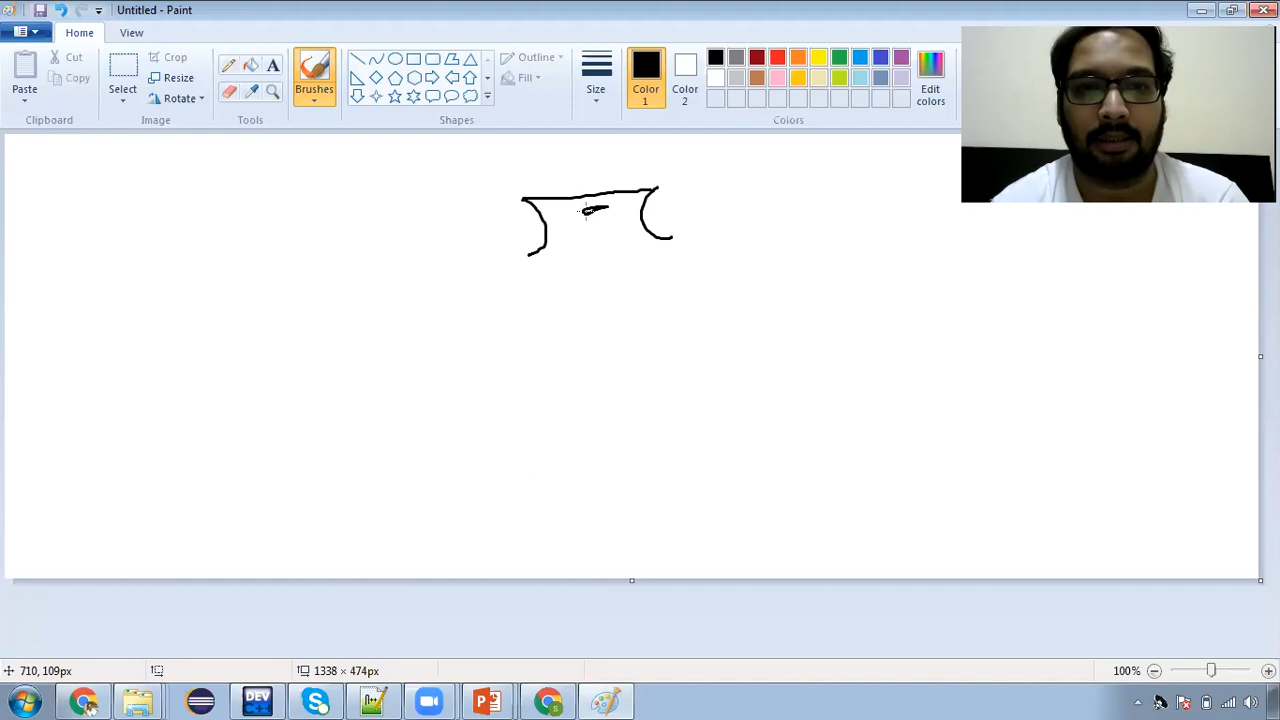 Untitled - Paint
Home
View
Paste
Cut
Copy
Clipboard
Select
Crop
Resize
Rotate
Image
A
Tools
Brushes
Outline
Fill
Shapes
Size
Color 1
Color 2
Edit colors
Colors
710, 109px
1338 × 474px
100%
DEV
C++